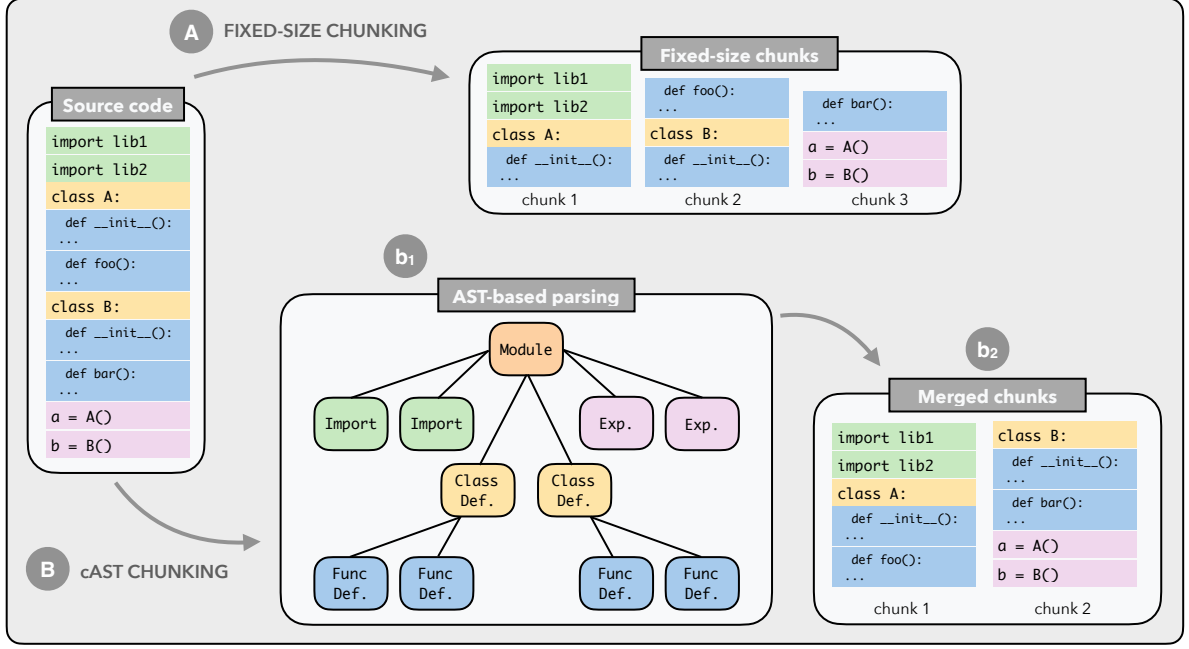 A FIXED-SIZE CHUNKING
Source code
import lib1
import lib2
class A:
def __init__():
...
def foo():
...
class B:
def __init__():
...
def bar():
...
a = A()
b = B()
Fixed-size chunks
import lib1
import lib2
class A:
def __init__():
...
chunk 1
def foo():
...
class B:
def __init__():
...
chunk 2
def bar():
...
a = A()
b = B()
chunk 3
B cAST CHUNKING
b1
AST-based parsing
Module
Import
Import
Exp.
Exp.
Class
Def.
Class
Def.
Func
Def.
Func
Def.
Func
Def.
Func
Def.
b2
Merged chunks
import lib1
import lib2
class A:
def __init__():
...
def foo():
...
chunk 1
class B:
def __init__():
...
def bar():
...
a = A()
b = B()
chunk 2